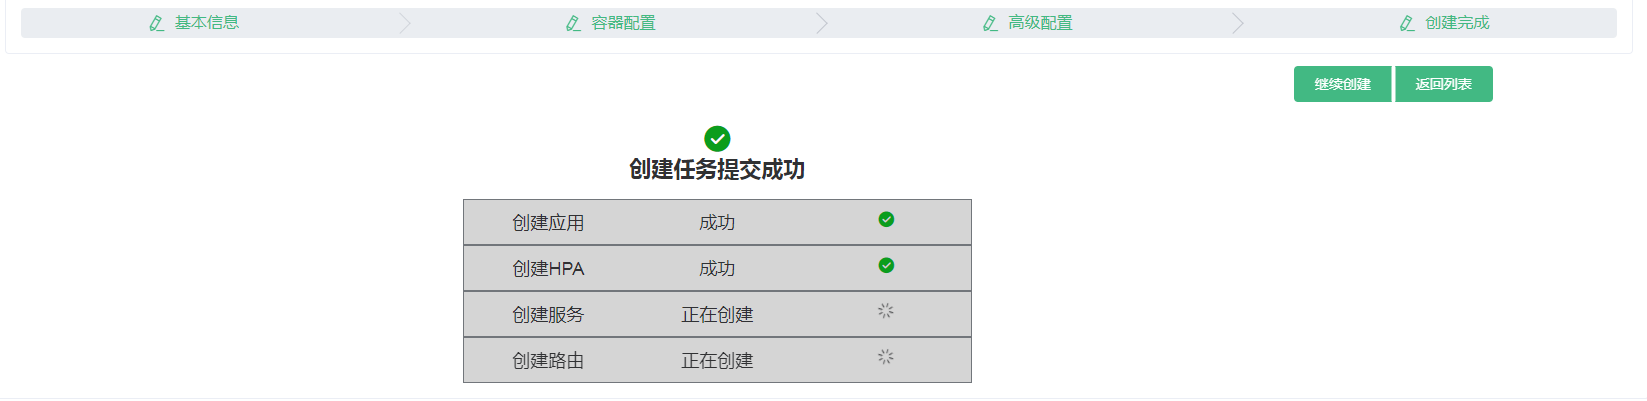 基本信息 容器配置 高级配置 创建完成
继续创建 返回列表
创建任务提交成功
创建应用 成功
创建HPA 成功
创建服务 正在创建
创建路由 正在创建